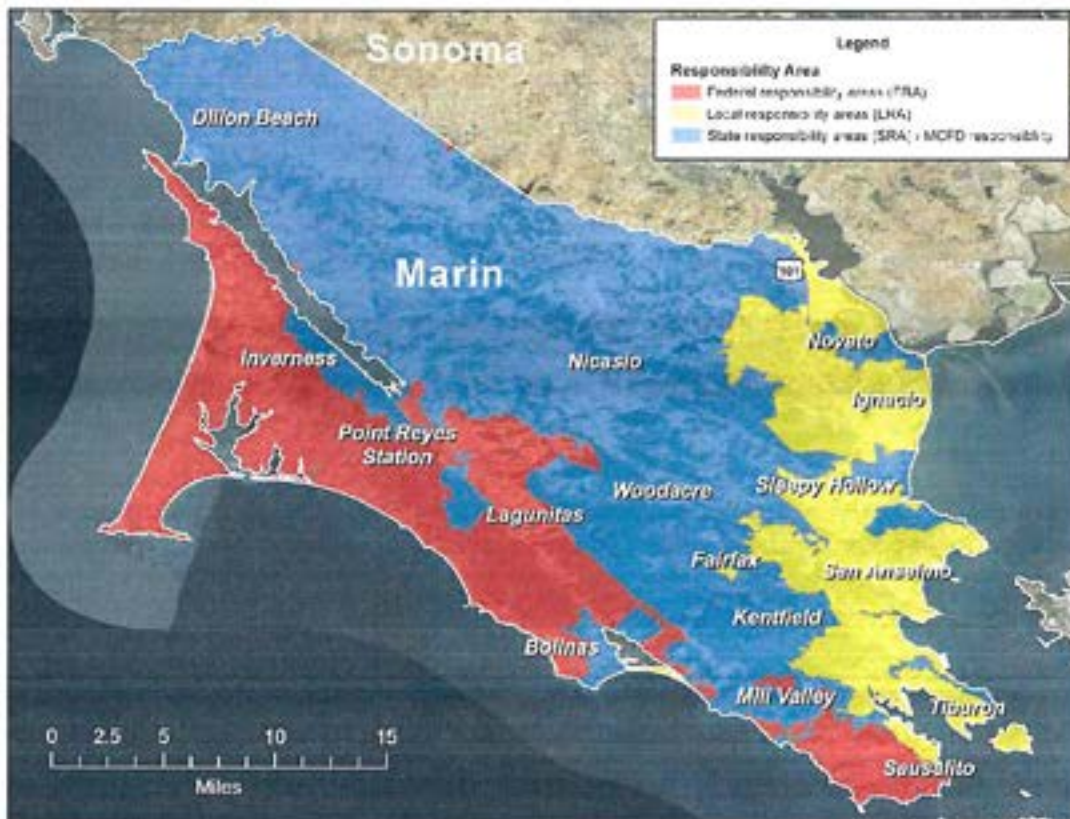 Sonoma
Legend
Responsibility Area
Federal responsibility areas (FRA)
Local responsibility areas (LRA)
State responsibility areas (SRA) - MCFD responsibility
Dillon Beach
Marin
101
Novato
Inverness
Nicasio
Ignacio
Point Reyes
Station
Woodacre
Sleepy Hollow
Lagunitas
Fairfax
San Anselmo
Kentfield
Bolinas
Mill Valley
Tiburon
Sausalito
0 2.5 5 10 15
Miles